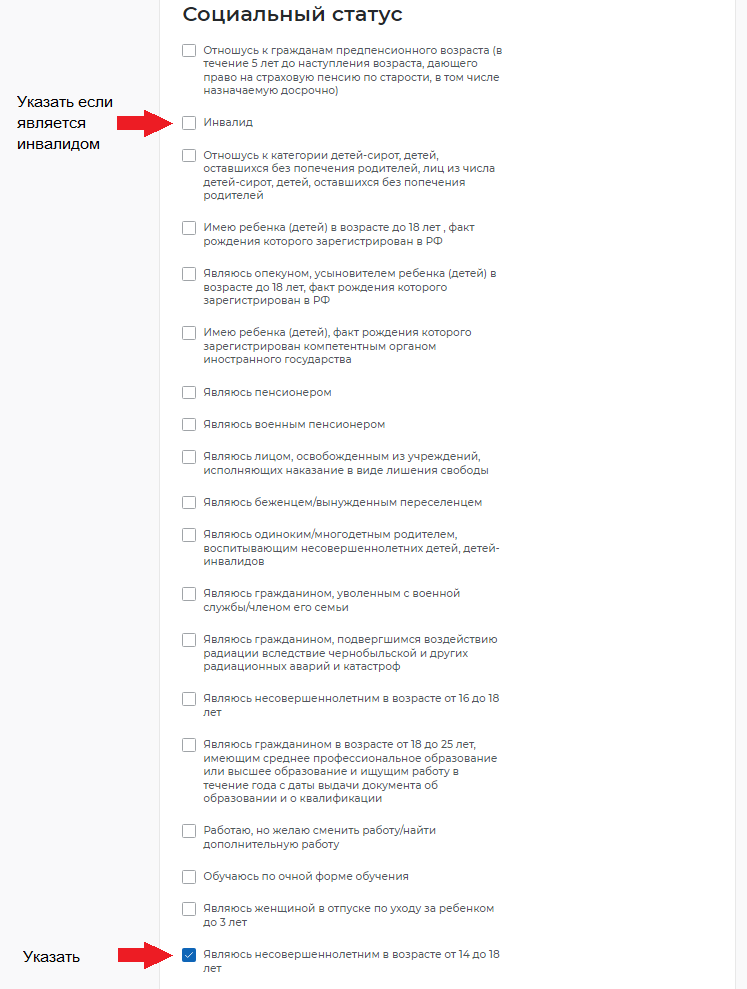 Социальный статус
Отношусь к гражданам предпенсионного возраста (в
течение 5 лет до наступления возраста, дающего
право на страховую пенсию по старости, в том числе
назначаемую досрочно)
Указать если
является
инвалидом
Инвалид
Отношусь к категории детей-сирот, детей,
оставшихся без попечения родителей, лиц из числа
детей-сирот, детей, оставшихся без попечения
родителей
Имею ребенка (детей) в возрасте до 18 лет , факт
рождения которого зарегистрирован в РФ
Являюсь опекуном, усыновителем ребенка (детей) в
возрасте до 18 лет, факт рождения которого
зарегистрирован в РФ
Имею ребенка (детей), факт рождения которого
зарегистрирован компетентным органом
иностранного государства
Являюсь пенсионером
Являюсь военным пенсионером
Являюсь лицом, освобожденным из учреждений,
исполняющих наказание в виде лишения свободы
Являюсь беженцем/вынужденным переселенцем
Являюсь одиноким/многодетным родителем,
воспитывающим несовершеннолетних детей, детей-
инвалидов
Являюсь гражданином, уволенным с военной
службы/членом его семьи
Являюсь гражданином, подвергшимся воздействию
радиации вследствие чернобыльской и других
радиационных аварий и катастроф
Являюсь несовершеннолетним в возрасте от 16 до 18
лет
Являюсь гражданином в возрасте от 18 до 25 лет,
имеющим среднее профессиональное образование
или высшее образование и ищущим работу в
течение года с даты выдачи документа об
образовании и о квалификации
Работаю, но желаю сменить работу/найти
дополнительную работу
Обучаюсь по очной форме обучения
Являюсь женщиной в отпуске по уходу за ребенком
до 3 лет
Указать
Являюсь несовершеннолетним в возрасте от 14 до 18
лет